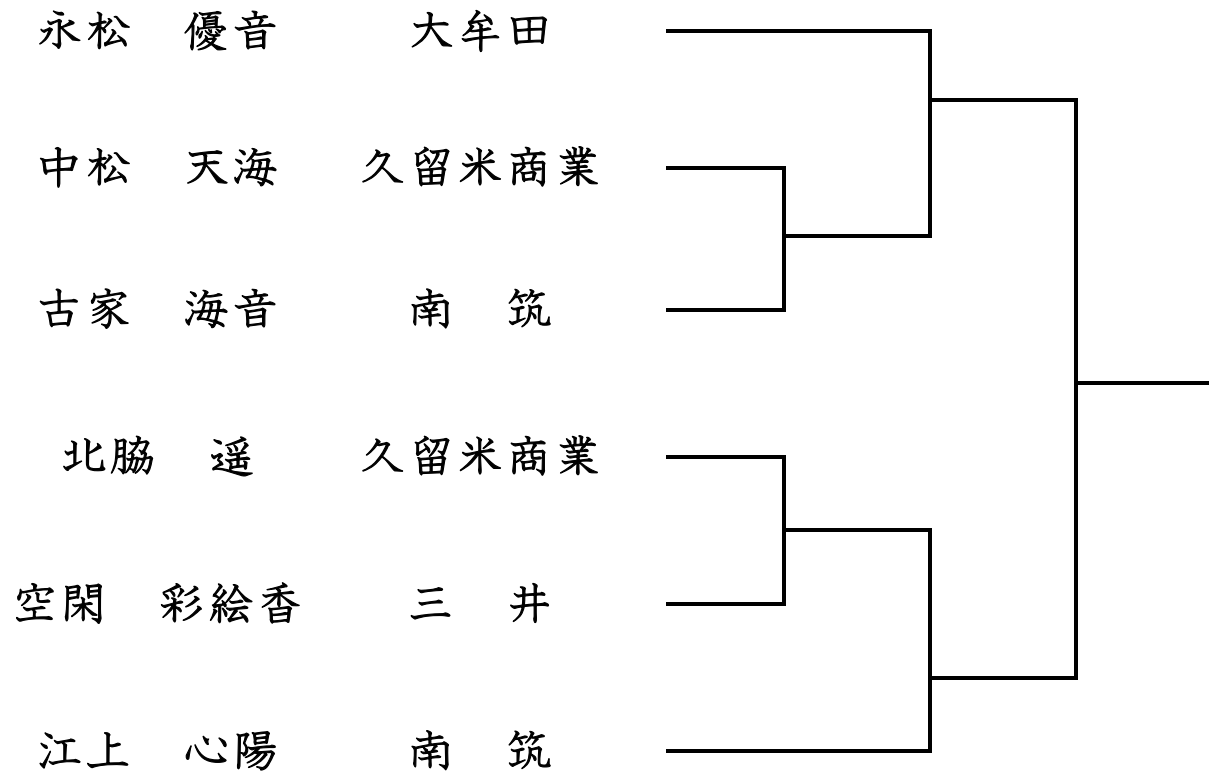 永松　優音　大牟田
中松　天海　久留米商業
古家　海音　南　筑
北脇　遥　久留米商業
空閑　彩絵香　三　井
江上　心陽　南　筑